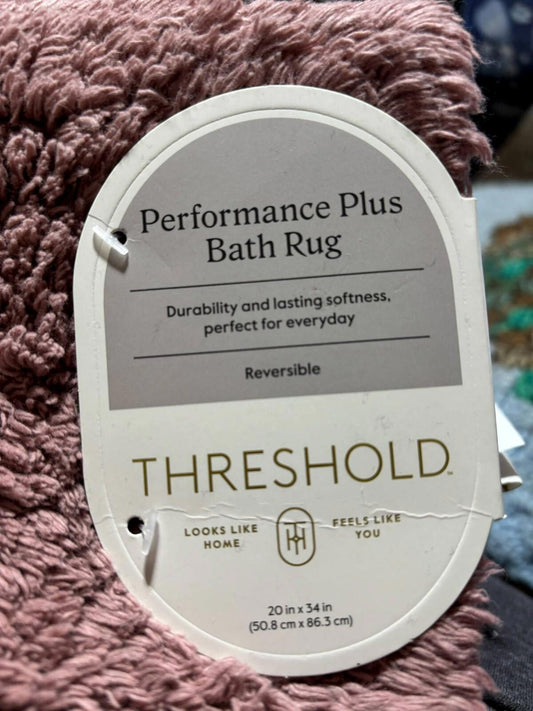 Performance Plus
Bath Rug
Durability and lasting softness,
perfect for everyday
Reversible
THRESHOLD™
LOOKS LIKE
HOME
FEELS LIKE
YOU
20 in x 34 in
(50.8 cm x 86.3 cm)